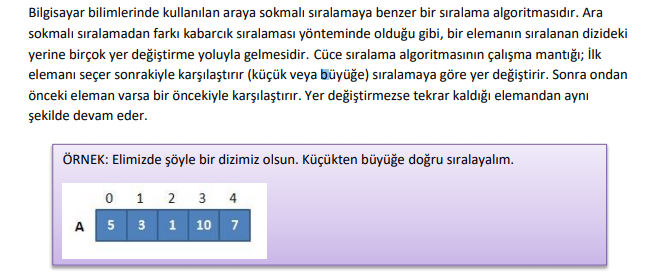 Bilgisayar bilimlerinde kullanılan araya sokmalı sıralamaya benzer bir sıralama algoritmasıdır. Ara
sokmalı sıralamadan farkı kabarcık sıralaması yönteminde olduğu gibi, bir elemanın sıralanan dizideki
yerine birçok yer değiştirme yoluyla gelmesidir. Cüce sıralama algoritmasının çalışma mantığı; İlk
elemanı seçer sonrakiyle karşılaştırır (küçük veya büyüğe) sıralamaya göre yer değiştirir. Sonra ondan
önceki eleman varsa bir öncekiyle karşılaştırır. Yer değiştirmezse tekrar kaldığı elemandan aynı
şekilde devam eder.
ÖRNEK: Elimizde şöyle bir dizimiz olsun. Küçükten büyüğe doğru sıralayalım.
0 1 2 3 4
A 5 3 1 10 7